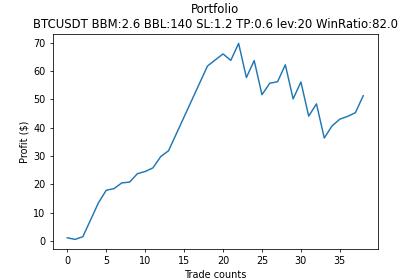 Portfolio
BTCUSDT BBM:2.6 BBL:140 SL:1.2 TP:0.6 lev:20 WinRatio:82.0
70
60
50
40
30
20
10
0
Profit ($)
0 5 10 15 20 25 30 35
Trade counts